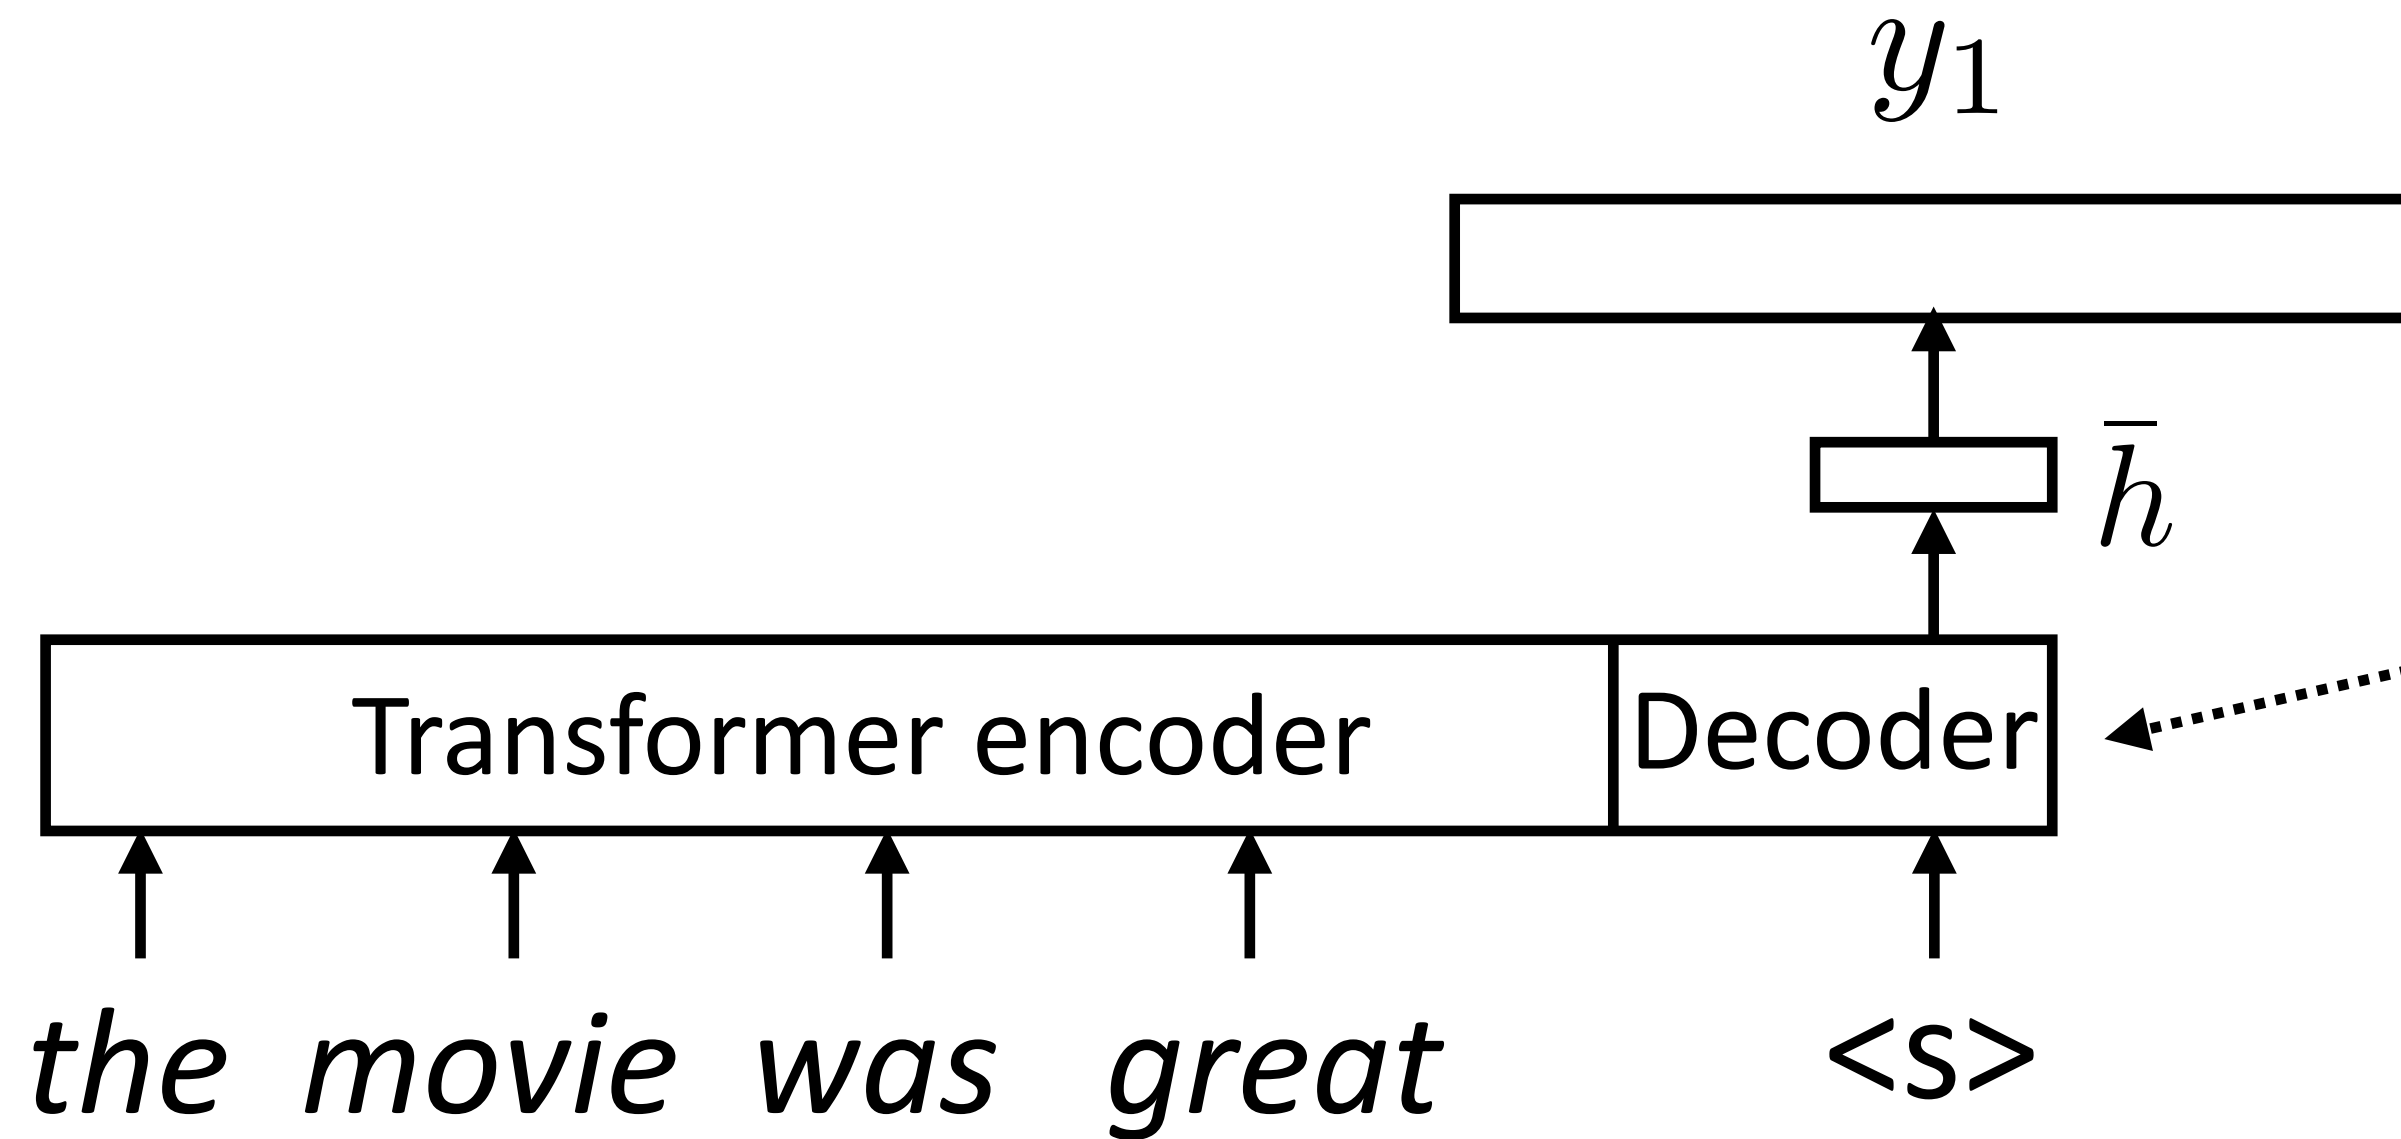 y₁
h̄
Transformer encoder Decoder
the movie was great <s>